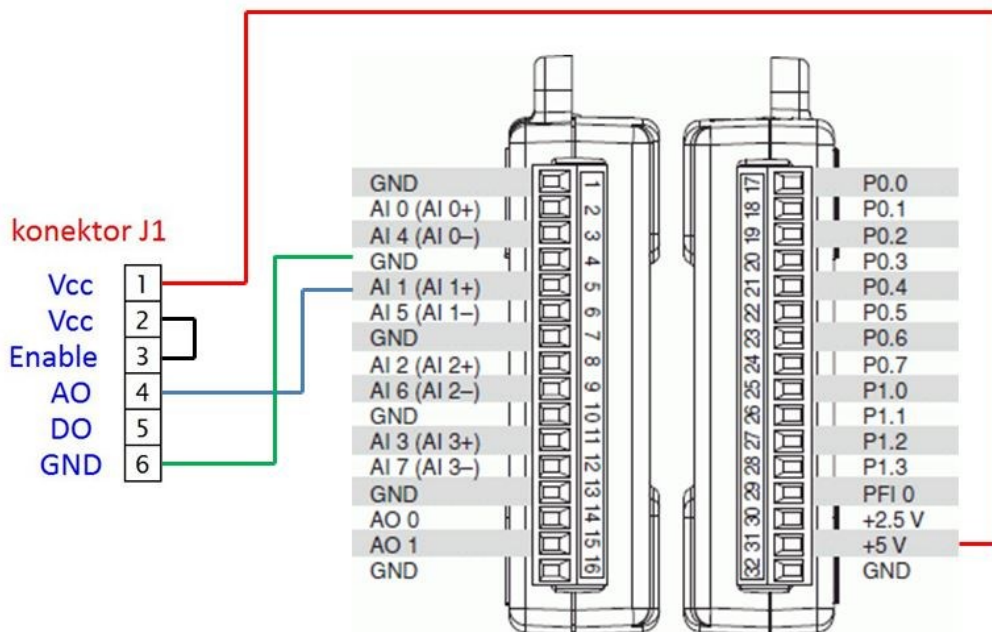 konektor J1
Vcc 1
Vcc 2
Enable 3
AO 4
DO 5
GND 6
GND 1
AI 0 (AI 0+) 2
AI 4 (AI 0–) 3
GND 4
AI 1 (AI 1+) 5
AI 5 (AI 1–) 6
GND 7
AI 2 (AI 2+) 8
AI 6 (AI 2–) 9
GND 10
AI 3 (AI 3+) 11
AI 7 (AI 3–) 12
GND 13
AO 0 14
AO 1 15
GND 16
17 P0.0
18 P0.1
19 P0.2
20 P0.3
21 P0.4
22 P0.5
23 P0.6
24 P0.7
25 P1.0
26 P1.1
27 P1.2
28 P1.3
29 PFI 0
30 +2.5 V
31 +5 V
32 GND